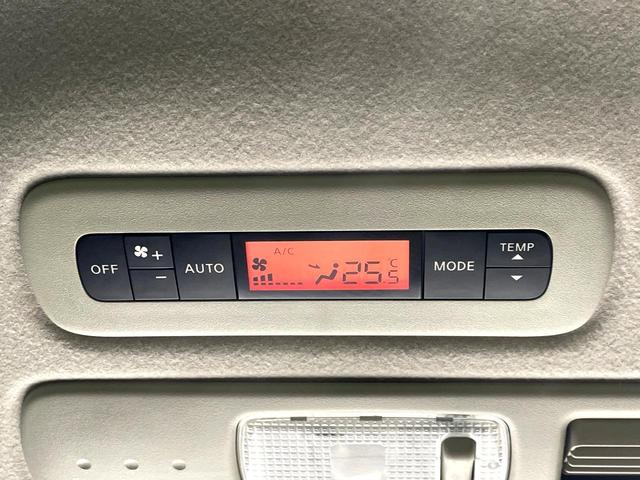 OFF
+
−
AUTO
A/C
25.5 °C
MODE
TEMP